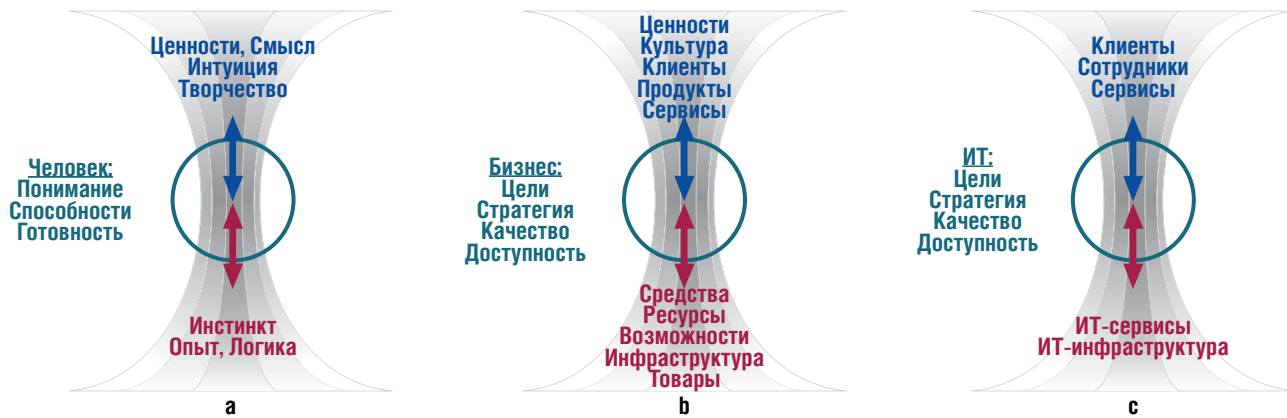 Ценности, Смысл
Интуиция
Творчество
Человек:
Понимание
Способности
Готовность
Инстинкт
Опыт, Логика
a
Ценности
Культура
Клиенты
Продукты
Сервисы
Бизнес:
Цели
Стратегия
Качество
Доступность
Средства
Ресурсы
Возможности
Инфраструктура
Товары
b
Клиенты
Сотрудники
Сервисы
ИТ:
Цели
Стратегия
Качество
Доступность
ИТ-сервисы
ИТ-инфраструктура
c